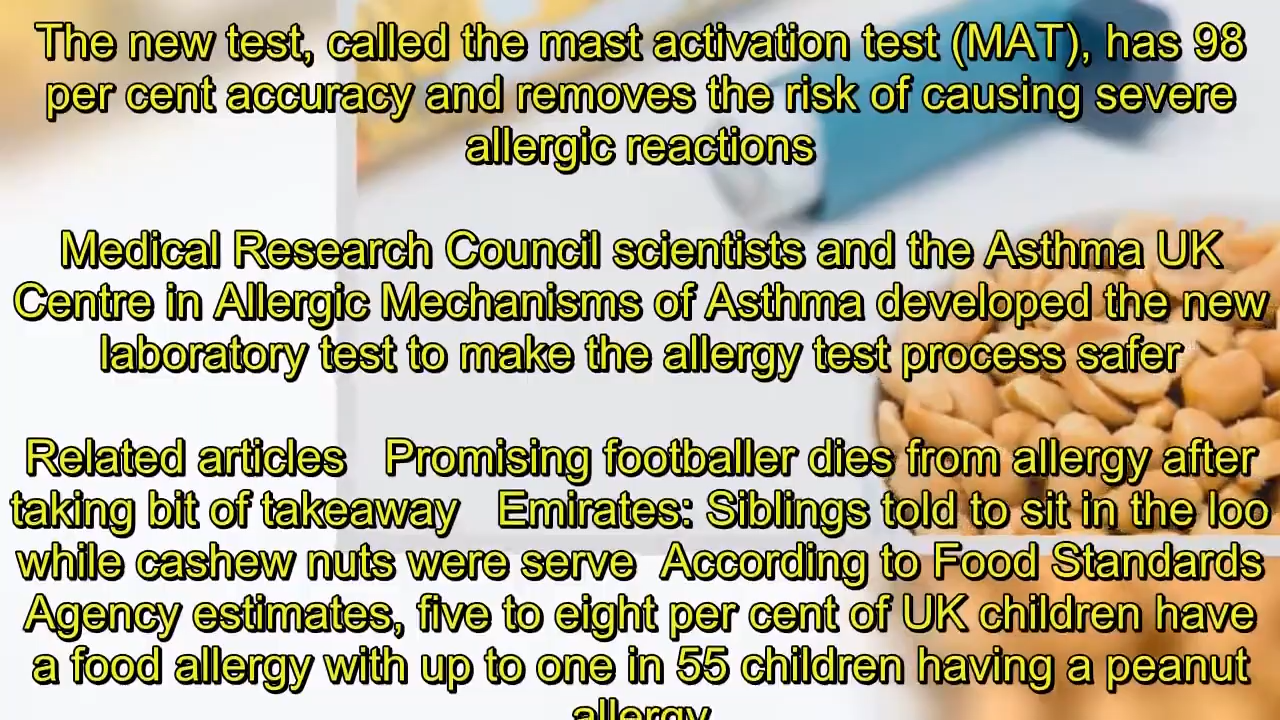 The new test, called the mast activation test (MAT), has 98
per cent accuracy and removes the risk of causing severe
allergic reactions
Medical Research Council scientists and the Asthma UK
Centre in Allergic Mechanisms of Asthma developed the new
laboratory test to make the allergy test process safer
Related articles   Promising footballer dies from allergy after
taking bit of takeaway   Emirates: Siblings told to sit in the loo
while cashew nuts were serve  According to Food Standards
Agency estimates, five to eight per cent of UK children have
a food allergy with up to one in 55 children having a peanut
allergy